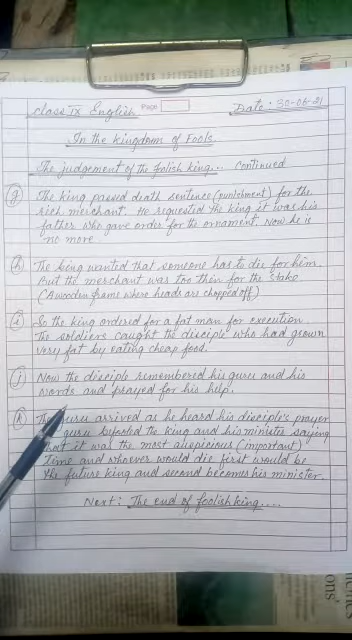 class IX English Page
Date: 30-06-21
In the kingdom of Fools.
The judgement of the foolish king... continued
(g) The king passed death sentence (punishment) for the
rich merchant. He requested the king it was his
father who gave order for the ornament. Now he is
no more.
(h) The king wanted that someone has to die for him
But the merchant was too thin for the stake
(A wooden frame where heads are chopped off)
(i) So the king ordered for a fat man for execution
The soldiers caught the disciple who had grown
very fat by eating cheap food.
(j) Now the disciple remembered his guru and his
words and prayed for his help.
(k) The guru arrived as he heard his disciple's prayer
guru the king and his ministers saying
that it was the most auspicious (important)
Time and whoever would die first would be
the future king and second becomes his minister.
Next: The end of foolish king....